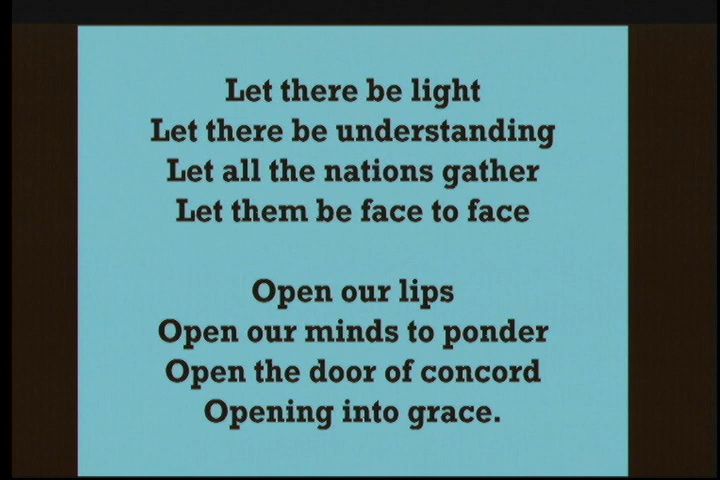 Let there be light
Let there be understanding
Let all the nations gather
Let them be face to face
Open our lips
Open our minds to ponder
Open the door of concord
Opening into grace.